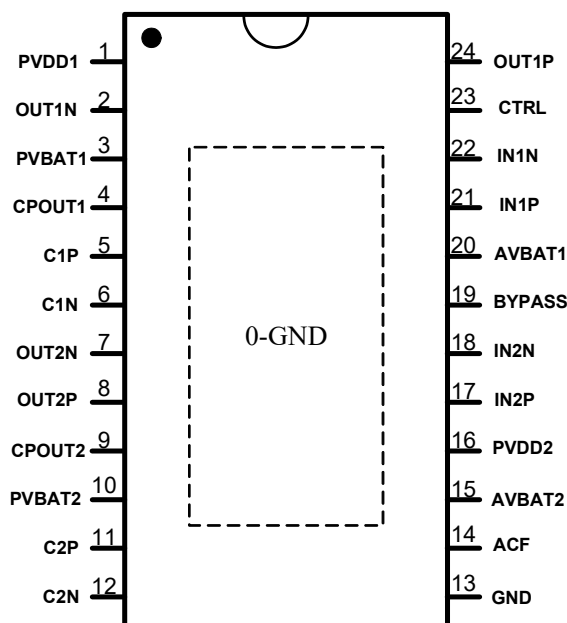 PVDD1 1 24 OUT1P
OUT1N 2 23 CTRL
PVBAT1 3 22 IN1N
CPOUT1 4 21 IN1P
C1P 5 20 AVBAT1
C1N 6 19 BYPASS
0-GND
OUT2N 7 18 IN2N
OUT2P 8 17 IN2P
CPOUT2 9 16 PVDD2
PVBAT2 10 15 AVBAT2
C2P 11 14 ACF
C2N 12 13 GND